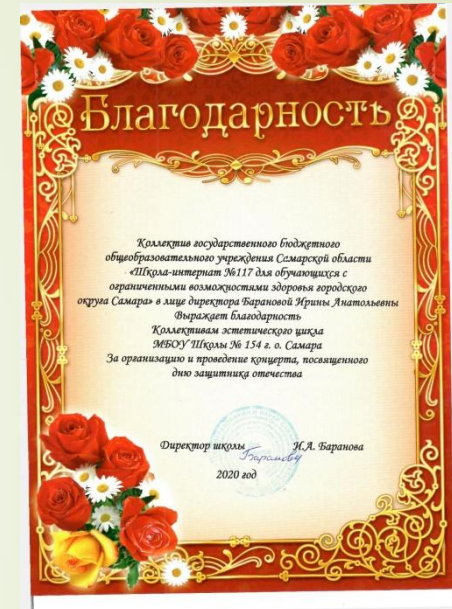 Благодарность
Коллектив государственного бюджетного
общеобразовательного учреждения Самарской области
«Школа-интернат №117 для обучающихся с
ограниченными возможностями здоровья городского
округа Самара» в лице директора Барановой Ирины Анатольевны
Выражает Благодарность
Коллективам эстетического цикла
МБОУ Школы № 154 г. о. Самара
За организацию и проведение концерта, посвященного
дню защитника отечества
Директор школы И.А. Баранова
2020 год